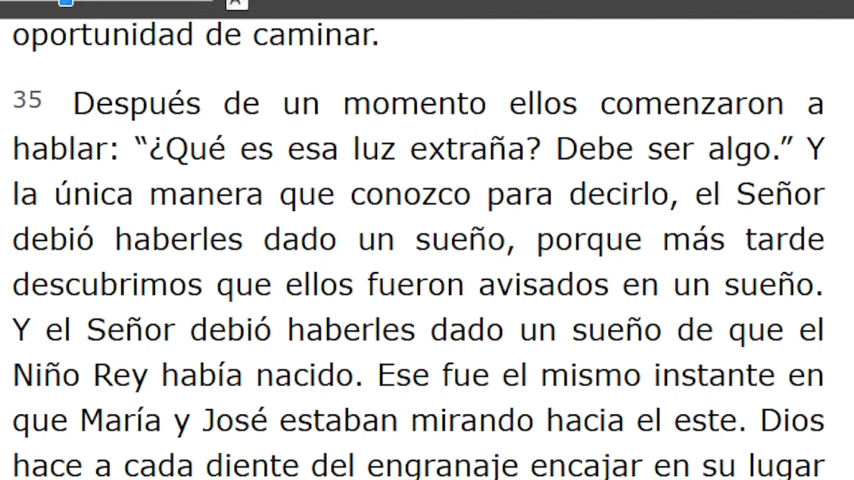 oportunidad de caminar.
35 Después de un momento ellos comenzaron a
hablar: “¿Qué es esa luz extraña? Debe ser algo.” Y
la única manera que conozco para decirlo, el Señor
debió haberles dado un sueño, porque más tarde
descubrimos que ellos fueron avisados en un sueño.
Y el Señor debió haberles dado un sueño de que el
Niño Rey había nacido. Ese fue el mismo instante en
que María y José estaban mirando hacia el este. Dios
hace a cada diente del engranaje encajar en su lugar